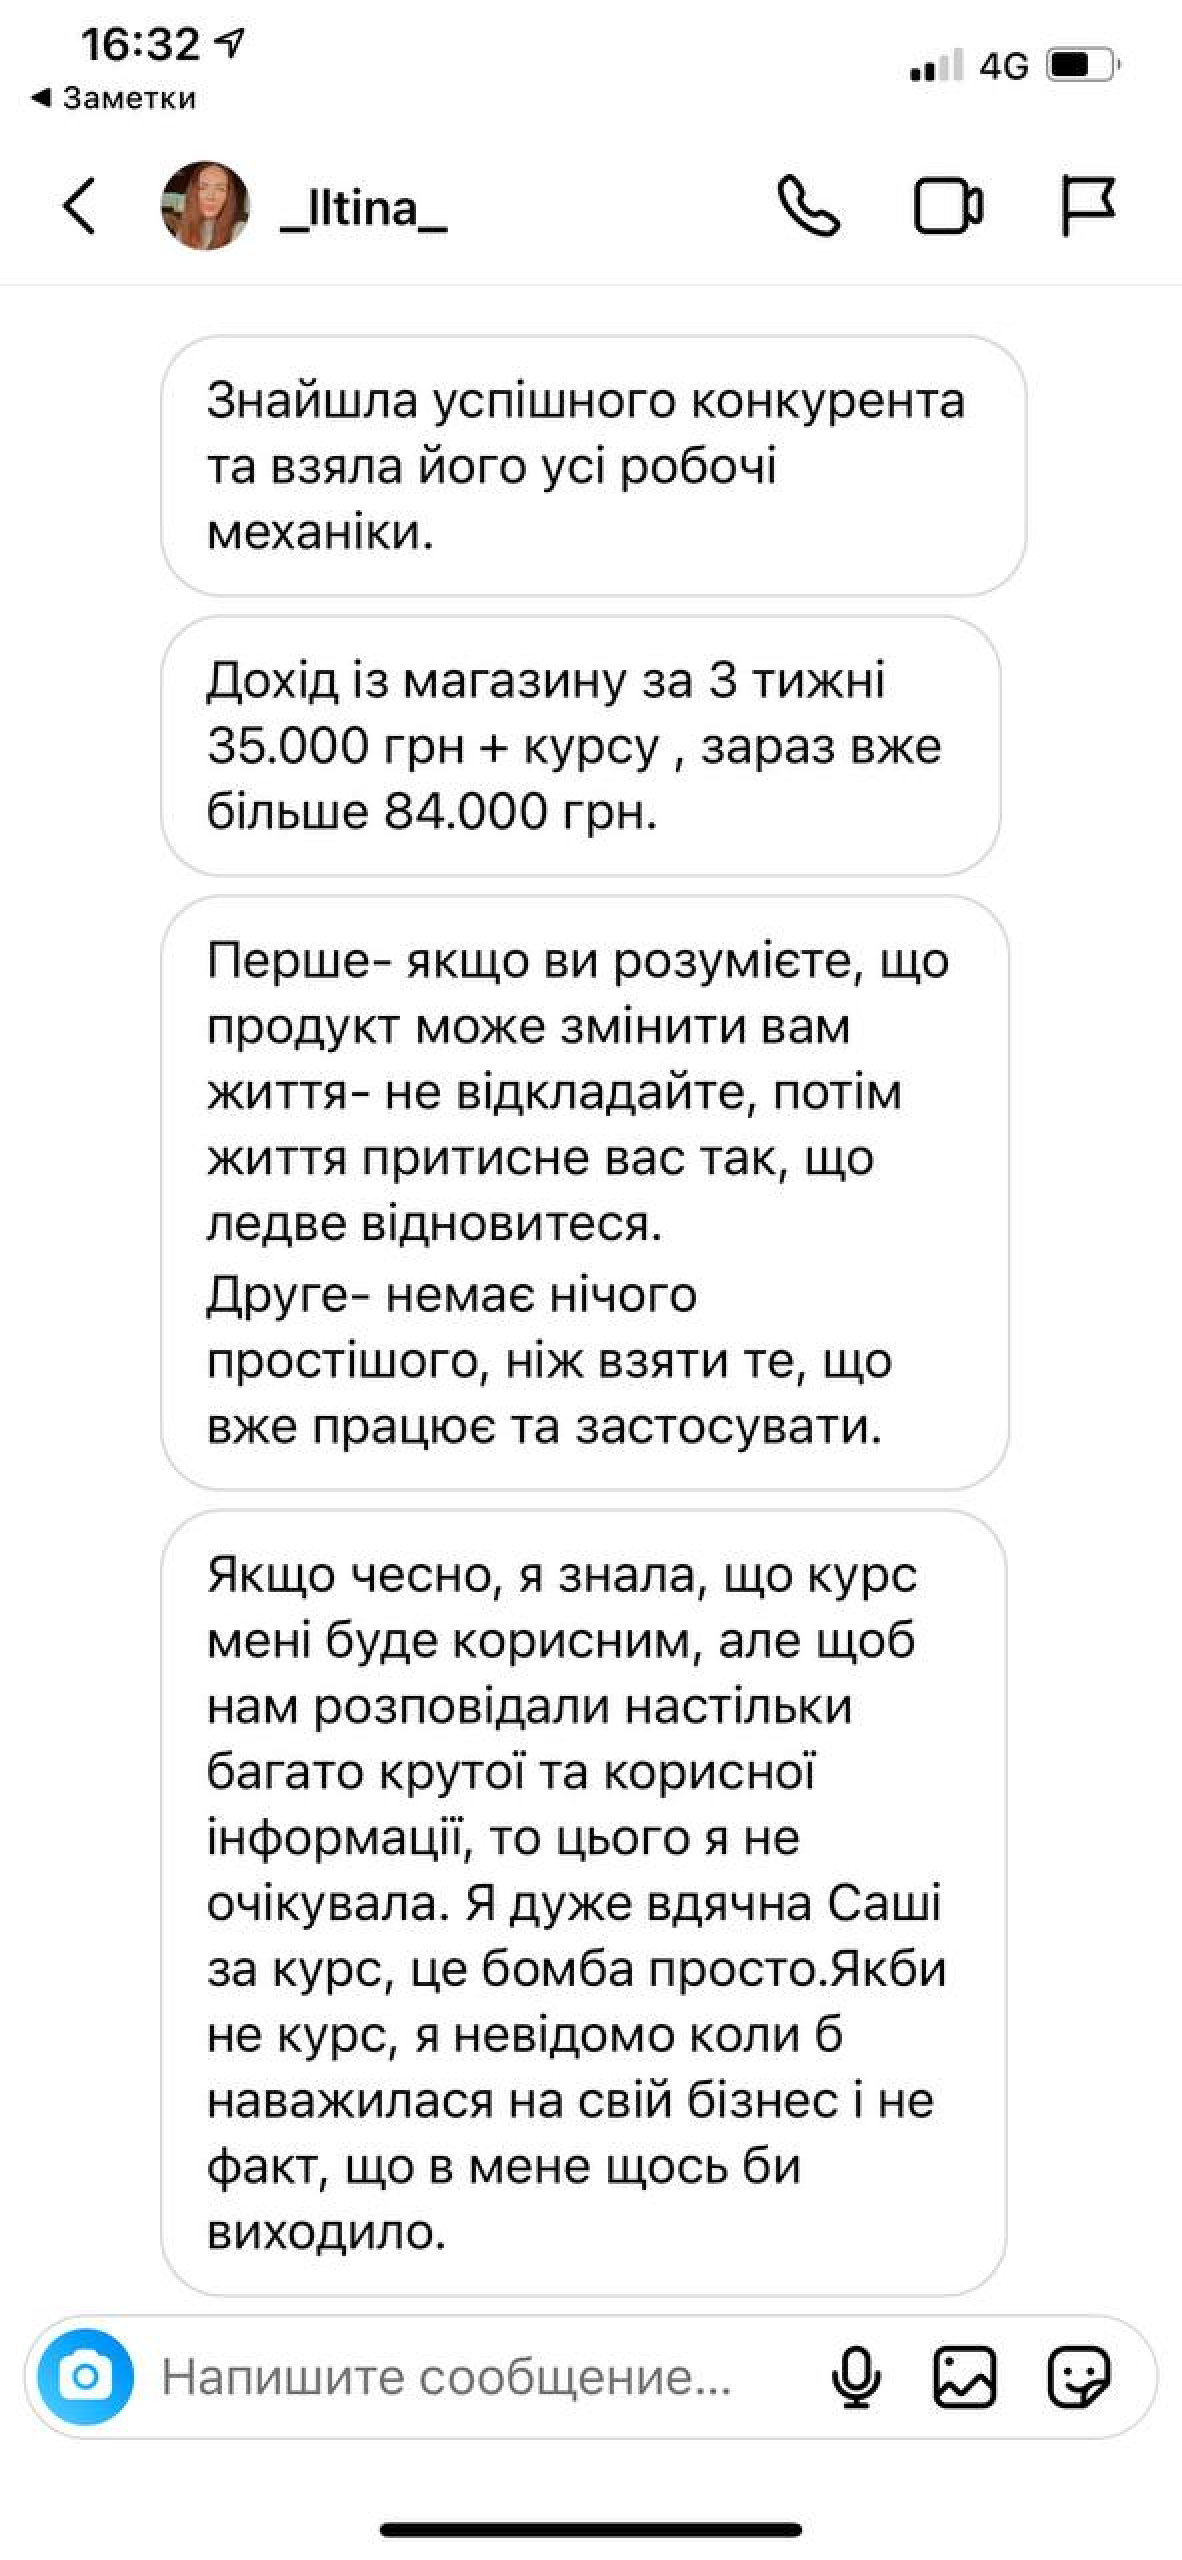 16:32
4G
◀ Заметки
_lltina_
Знайшла успішного конкурента
та взяла його усі робочі
механіки.
Дохід із магазину за 3 тижні
35.000 грн + курсу , зараз вже
більше 84.000 грн.
Перше- якщо ви розумієте, що
продукт може змінити вам
життя- не відкладайте, потім
життя притисне вас так, що
ледве відновитеся.
Друге- немає нічого
простішого, ніж взяти те, що
вже працює та застосувати.
Якщо чесно, я знала, що курс
мені буде корисним, але щоб
нам розповідали настільки
багато крутої та корисної
інформації, то цього я не
очікувала. Я дуже вдячна Саші
за курс, це бомба просто.Якби
не курс, я невідомо коли б
наважилася на свій бізнес і не
факт, що в мене щось би
виходило.
Напишите сообщение...